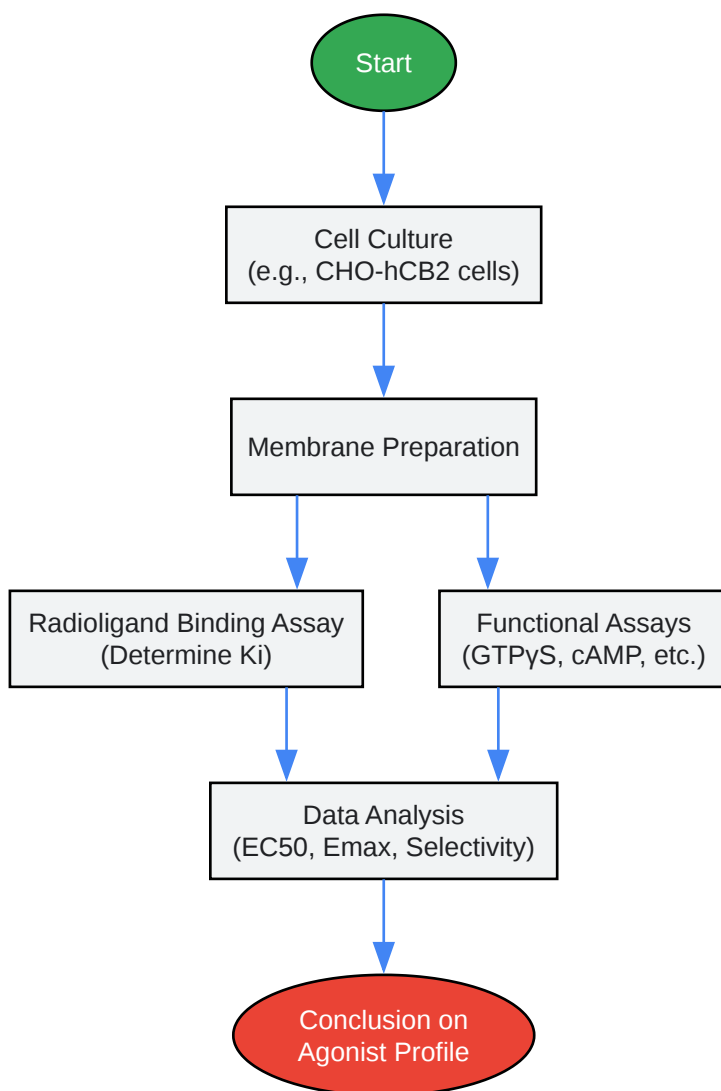 Start
Cell Culture
(e.g., CHO-hCB2 cells)
Membrane Preparation
Radioligand Binding Assay
(Determine Ki)
Functional Assays
(GTPγS, cAMP, etc.)
Data Analysis
(EC50, Emax, Selectivity)
Conclusion on
Agonist Profile